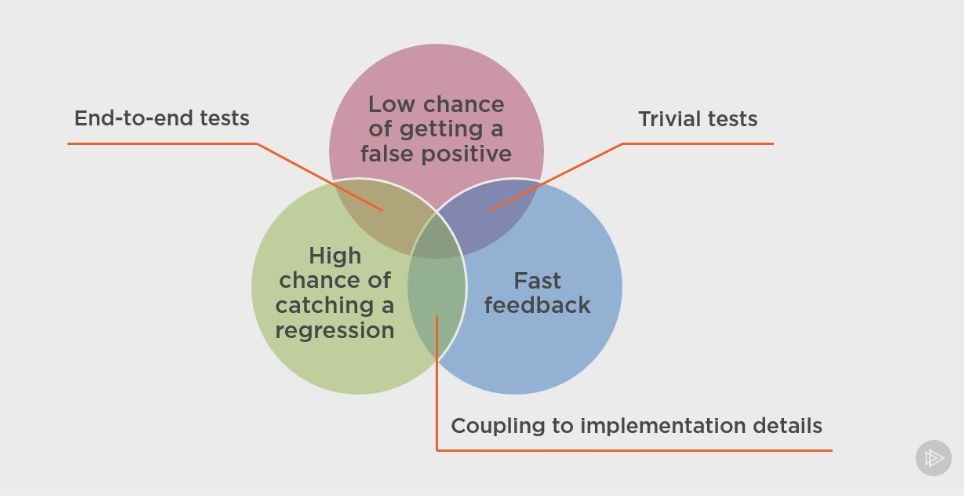 Low chance
of getting a
false positive
End-to-end tests
Trivial tests
High
chance of
catching a
regression
Fast
feedback
Coupling to implementation details